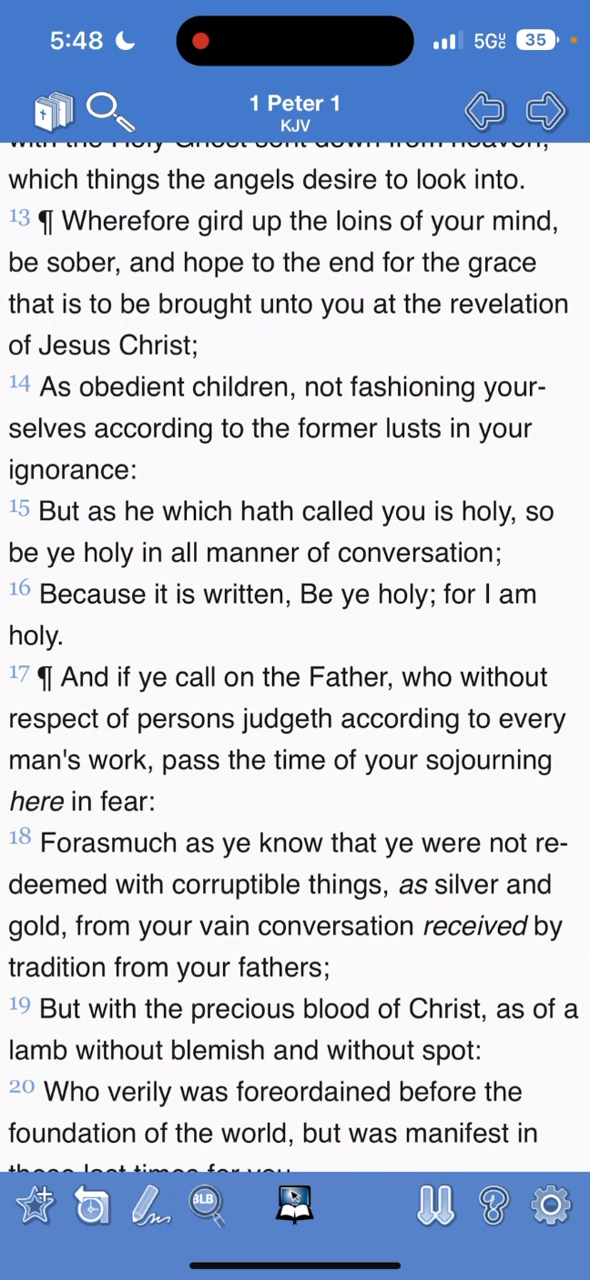 5:48
5G
35
1 Peter 1
KJV
which things the angels desire to look into.
13 ¶ Wherefore gird up the loins of your mind,
be sober, and hope to the end for the grace
that is to be brought unto you at the revelation
of Jesus Christ;
14 As obedient children, not fashioning your-
selves according to the former lusts in your
ignorance:
15 But as he which hath called you is holy, so
be ye holy in all manner of conversation;
16 Because it is written, Be ye holy; for I am
holy.
17 ¶ And if ye call on the Father, who without
respect of persons judgeth according to every
man's work, pass the time of your sojourning
here in fear:
18 Forasmuch as ye know that ye were not re-
deemed with corruptible things, as silver and
gold, from your vain conversation received by
tradition from your fathers;
19 But with the precious blood of Christ, as of a
lamb without blemish and without spot:
20 Who verily was foreordained before the
foundation of the world, but was manifest in
BLB